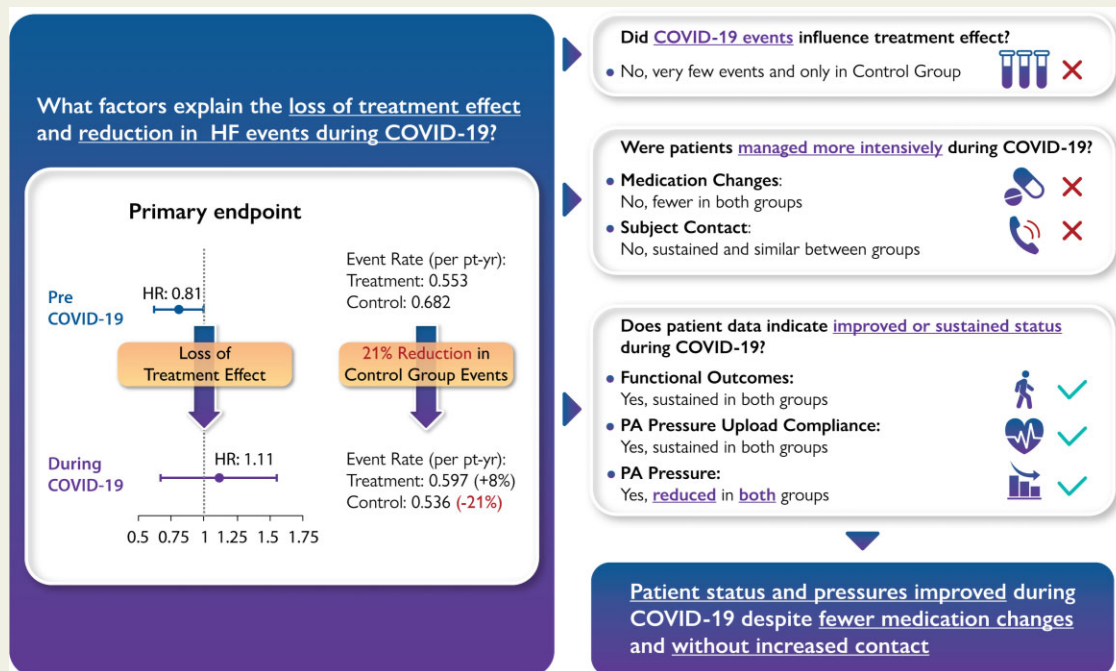 What factors explain the loss of treatment effect
and reduction in HF events during COVID-19?
Primary endpoint
Pre
COVID-19
HR: 0.81
Event Rate (per pt-yr):
Treatment: 0.553
Control: 0.682
Loss of
Treatment Effect
21% Reduction in
Control Group Events
During
COVID-19
HR: 1.11
Event Rate (per pt-yr):
Treatment: 0.597 (+8%)
Control: 0.536 (-21%)
0.5 0.75 1 1.25 1.5 1.75
Did COVID-19 events influence treatment effect?
• No, very few events and only in Control Group
Were patients managed more intensively during COVID-19?
• Medication Changes:
No, fewer in both groups
• Subject Contact:
No, sustained and similar between groups
Does patient data indicate improved or sustained status
during COVID-19?
• Functional Outcomes:
Yes, sustained in both groups
• PA Pressure Upload Compliance:
Yes, sustained in both groups
• PA Pressure:
Yes, reduced in both groups
Patient status and pressures improved during
COVID-19 despite fewer medication changes
and without increased contact